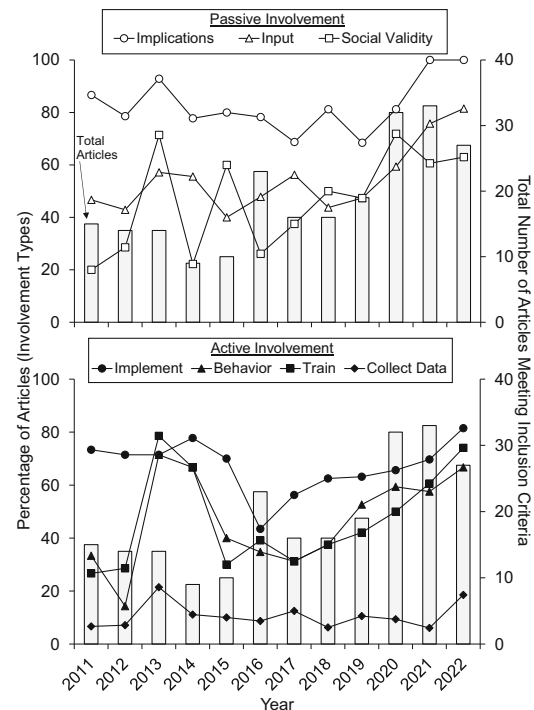 Passive Involvement
Implications Input Social Validity
100
80
60
40
20
0
40
30
20
10
0
Total
Articles
Percentage of Articles (Involvement Types)
Total Number of Articles Meeting Inclusion Criteria
Active Involvement
Implement Behavior Train Collect Data
100
80
60
40
20
0
40
30
20
10
0
2011 2012 2013 2014 2015 2016 2017 2018 2019 2020 2021 2022
Year